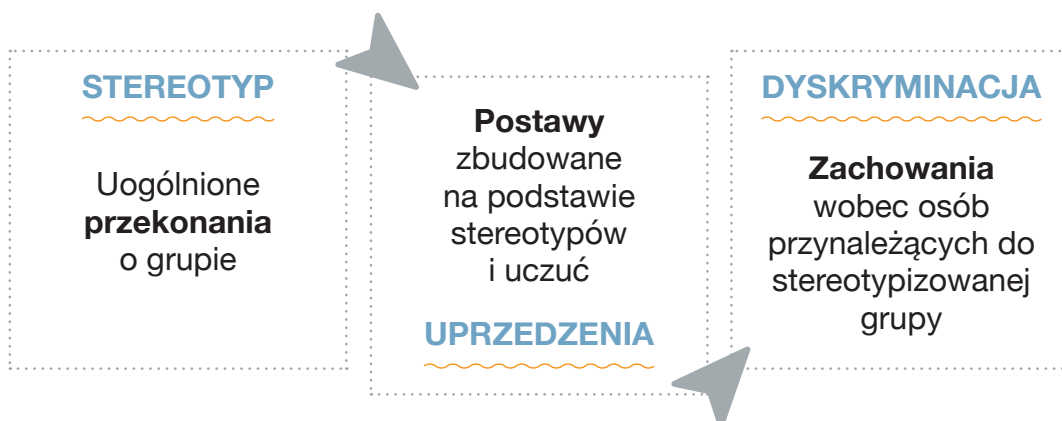 STEREOTYP
Uogólnione
przekonania
o grupie
Postawy
zbudowane
na podstawie
stereotypów
i uczuć
UPRZEDZENIA
DYSKRYMINACJA
Zachowania
wobec osób
przynależących do
stereotypizowanej
grupy